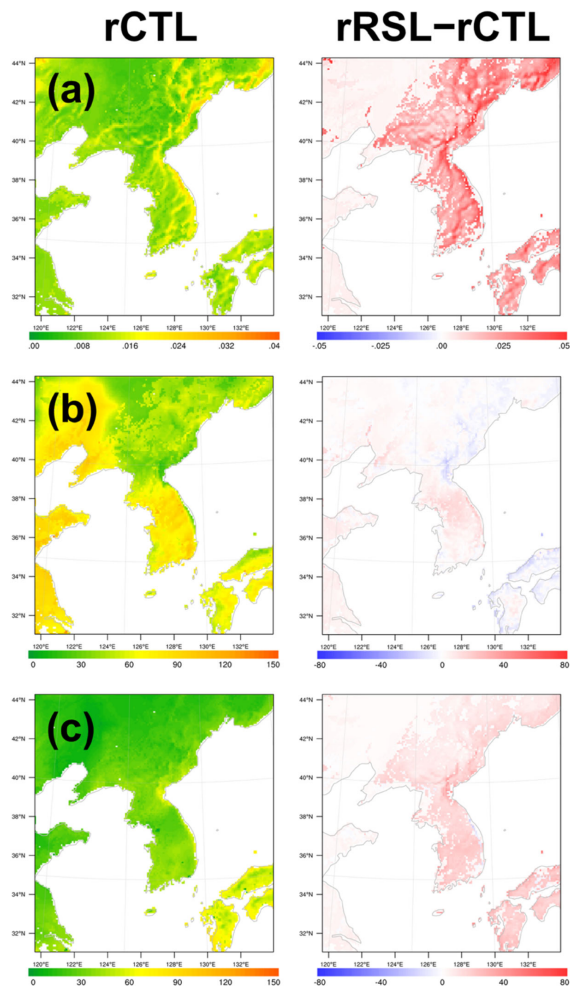 rCTL rRSL−rCTL
44°N 44°N
(a)
42°N 42°N
40°N 40°N
38°N 38°N
36°N 36°N
34°N 34°N
32°N 32°N
120°E 122°E 124°E 126°E 128°E 130°E 132°E 120°E 122°E 124°E 126°E 128°E 130°E 132°E
.00 .008 .016 .024 .032 .04 -.05 -.025 .00 .025 .05
44°N 44°N
(b)
42°N 42°N
40°N 40°N
38°N 38°N
36°N 36°N
34°N 34°N
32°N 32°N
120°E 122°E 124°E 126°E 128°E 130°E 132°E 120°E 122°E 124°E 126°E 128°E 130°E 132°E
0 30 60 90 120 150 -80 -40 0 40 80
44°N 44°N
(c)
42°N 42°N
40°N 40°N
38°N 38°N
36°N 36°N
34°N 34°N
32°N 32°N
120°E 122°E 124°E 126°E 128°E 130°E 132°E 120°E 122°E 124°E 126°E 128°E 130°E 132°E
0 30 60 90 120 150 -80 -40 0 40 80